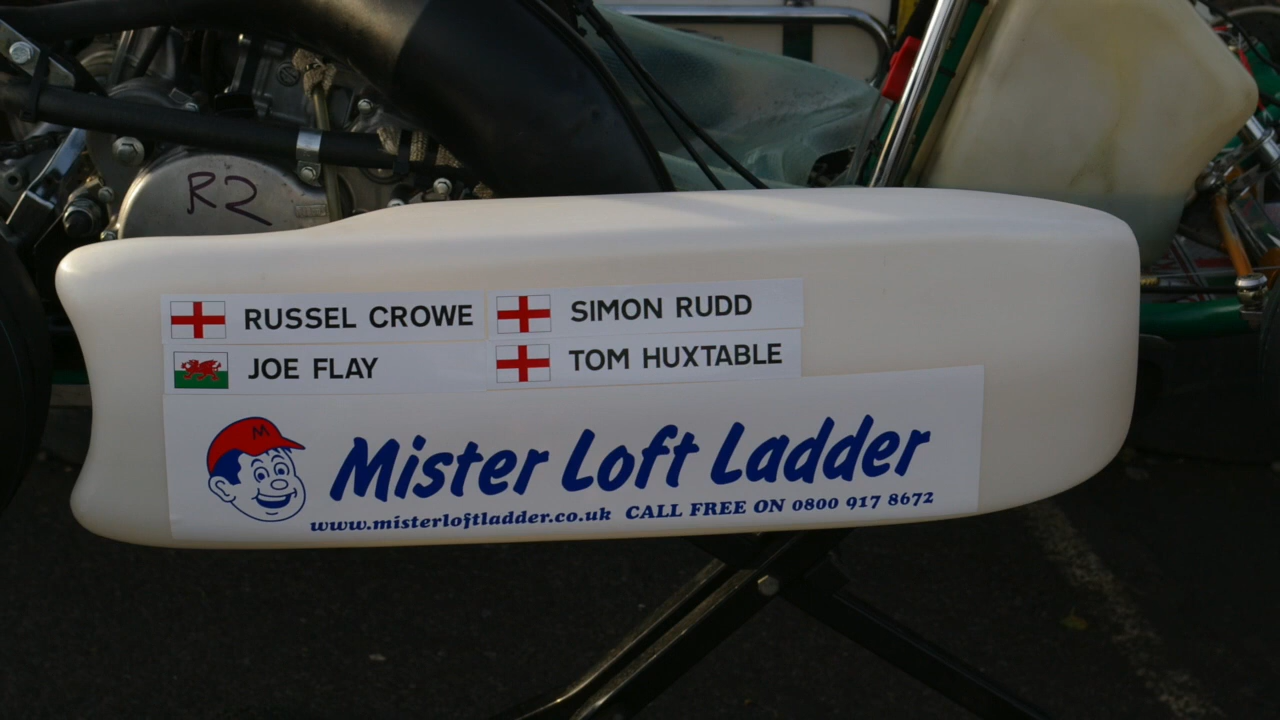 R2
RUSSEL CROWE
SIMON RUDD
JOE FLAY
TOM HUXTABLE
M
Mister Loft Ladder
www.misterloftladder.co.uk CALL FREE ON 0800 917 8672